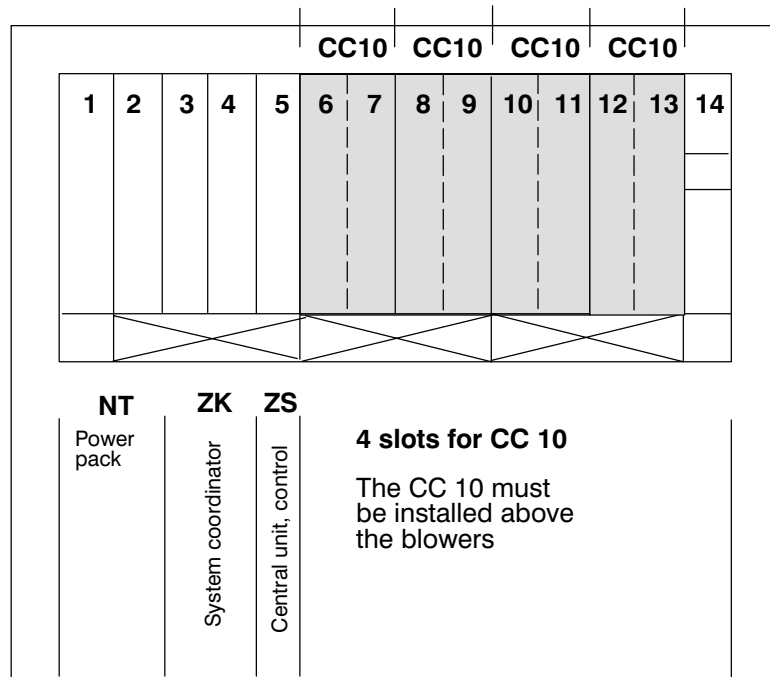 CC10 CC10 CC10 CC10
1 2 3 4 5 6 7 8 9 10 11 12 13 14
NT ZK ZS
Power
pack
System coordinator
Central unit, control
4 slots for CC 10
The CC 10 must
be installed above
the blowers